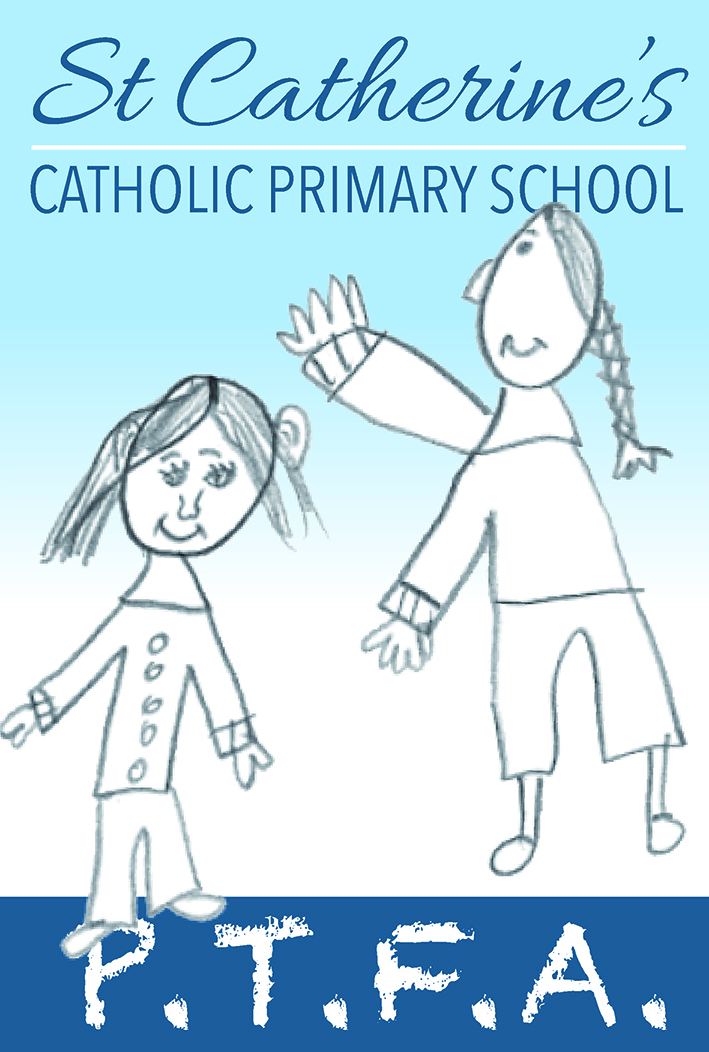 St Catherine's
CATHOLIC PRIMARY SCHOOL
P.T.F.A.